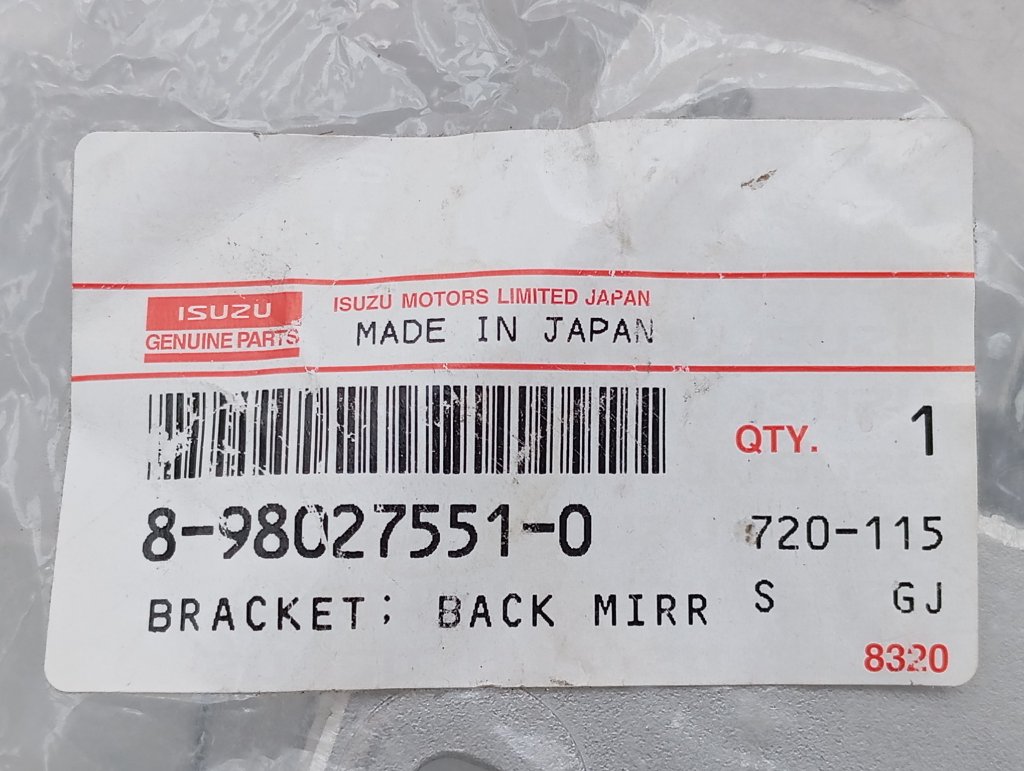 ISUZU
GENUINE PARTS
ISUZU MOTORS LIMITED JAPAN
MADE IN JAPAN
QTY. 1
8-98027551-0
720-115
BRACKET; BACK MIRR
S GJ
8320